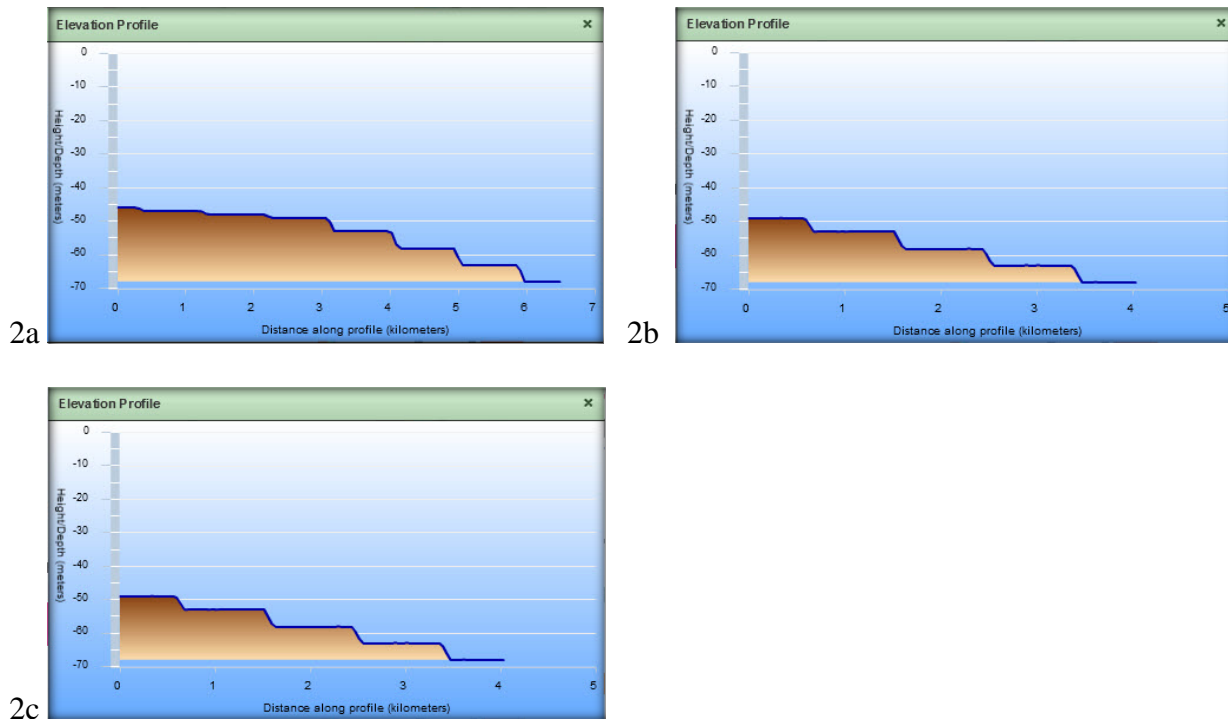 Elevation Profile ×
0
-10
-20
-30
-40
-50
-60
-70
Height/Depth (meters)
0 1 2 3 4 5 6 7
Distance along profile (kilometers)
2a
Elevation Profile ×
0
-10
-20
-30
-40
-50
-60
-70
Height/Depth (meters)
0 1 2 3 4 5
Distance along profile (kilometers)
2b
Elevation Profile ×
0
-10
-20
-30
-40
-50
-60
-70
Height/Depth (meters)
0 1 2 3 4 5
Distance along profile (kilometers)
2c